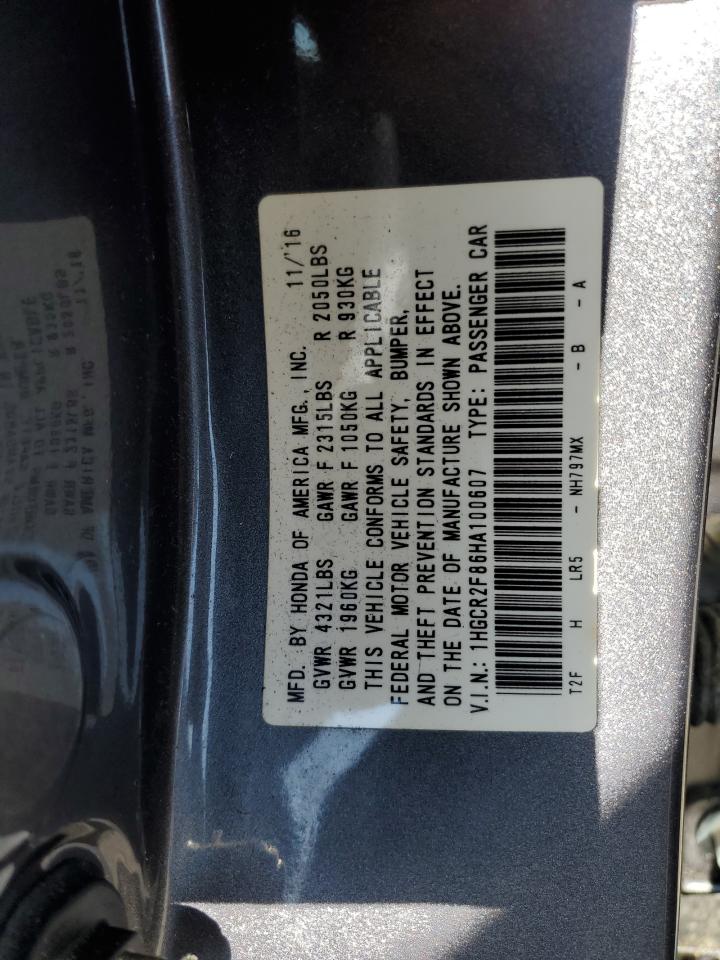 MFD. BY HONDA OF AMERICA MFG., INC. 11/'16
GVWR 4321LBS GAWR F 2315LBS R 2050LBS
GVWR 1960KG GAWR F 1050KG R 930KG
THIS VEHICLE CONFORMS TO ALL APPLICABLE
FEDERAL MOTOR VEHICLE SAFETY, BUMPER,
AND THEFT PREVENTION STANDARDS IN EFFECT
ON THE DATE OF MANUFACTURE SHOWN ABOVE.
V.I.N.: 1HGCR2F86HA100607 TYPE: PASSENGER CAR
T2F H LR5 - NH797MX - B - A